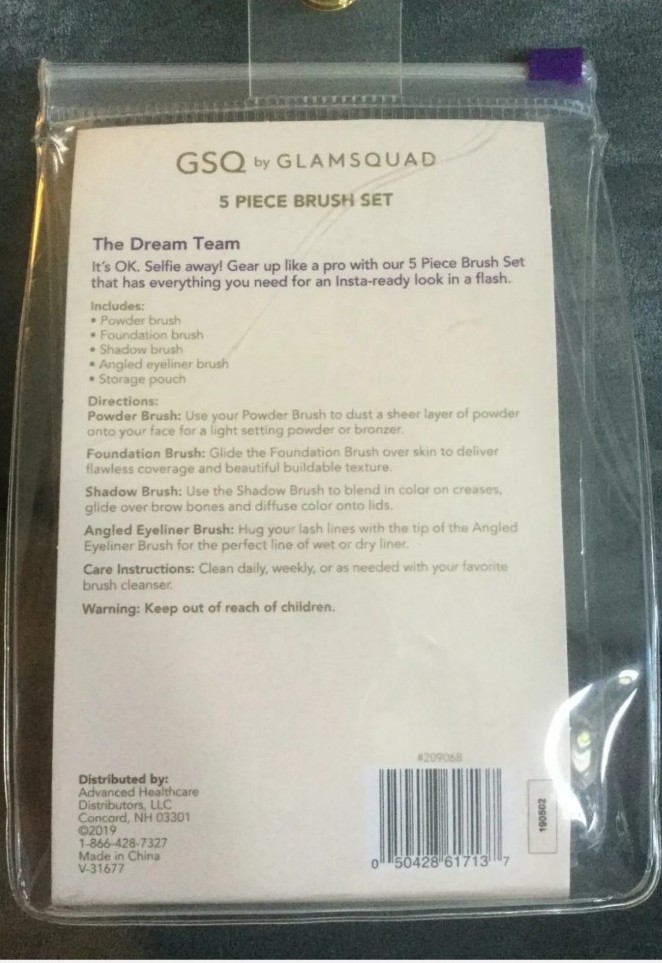 GSQ by GLAMSQUAD
5 PIECE BRUSH SET
The Dream Team
It's OK. Selfie away! Gear up like a pro with our 5 Piece Brush Set
that has everything you need for an Insta-ready look in a flash.
Includes:
• Powder brush
• Foundation brush
• Shadow brush
• Angled eyeliner brush
• Storage pouch
Directions:
Powder Brush: Use your Powder Brush to dust a sheer layer of powder
onto your face for a light setting powder or bronzer.
Foundation Brush: Glide the Foundation Brush over skin to deliver
flawless coverage and beautiful buildable texture.
Shadow Brush: Use the Shadow Brush to blend in color on creases,
glide over brow bones and diffuse color onto lids.
Angled Eyeliner Brush: Hug your lash lines with the tip of the Angled
Eyeliner Brush for the perfect line of wet or dry liner.
Care Instructions: Clean daily, weekly, or as needed with your favorite
brush cleanser.
Warning: Keep out of reach of children.
Distributed by:
Advanced Healthcare
Distributors, LLC
Concord, NH 03301
©2019
1-866-428-7327
Made in China
V-31677
#209068
0 50428 61713 7
190502